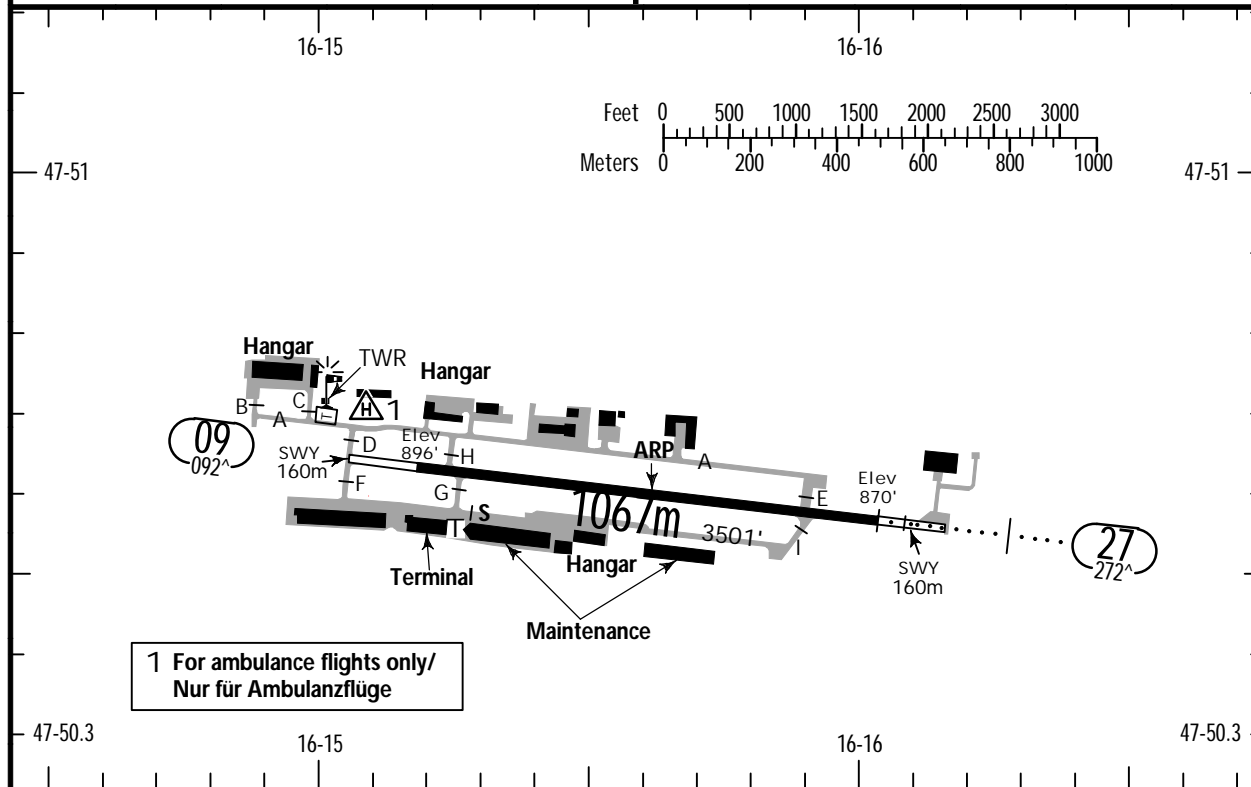 16-15
16-16
Feet 0 500 1000 1500 2000 2500 3000
Meters 0 200 400 600 800 1000
47-51
47-51
Hangar
TWR
Hangar
B
C
T
H
1
A
09
092^
D
Elev
896'
SWY
160m
H
ARP
A
F
G
E
Elev
870'
S
T
1067m
3501'
I
27
272^
Terminal
Hangar
SWY
160m
Maintenance
1 For ambulance flights only/
Nur für Ambulanzflüge
47-50.3
16-15
16-16
47-50.3